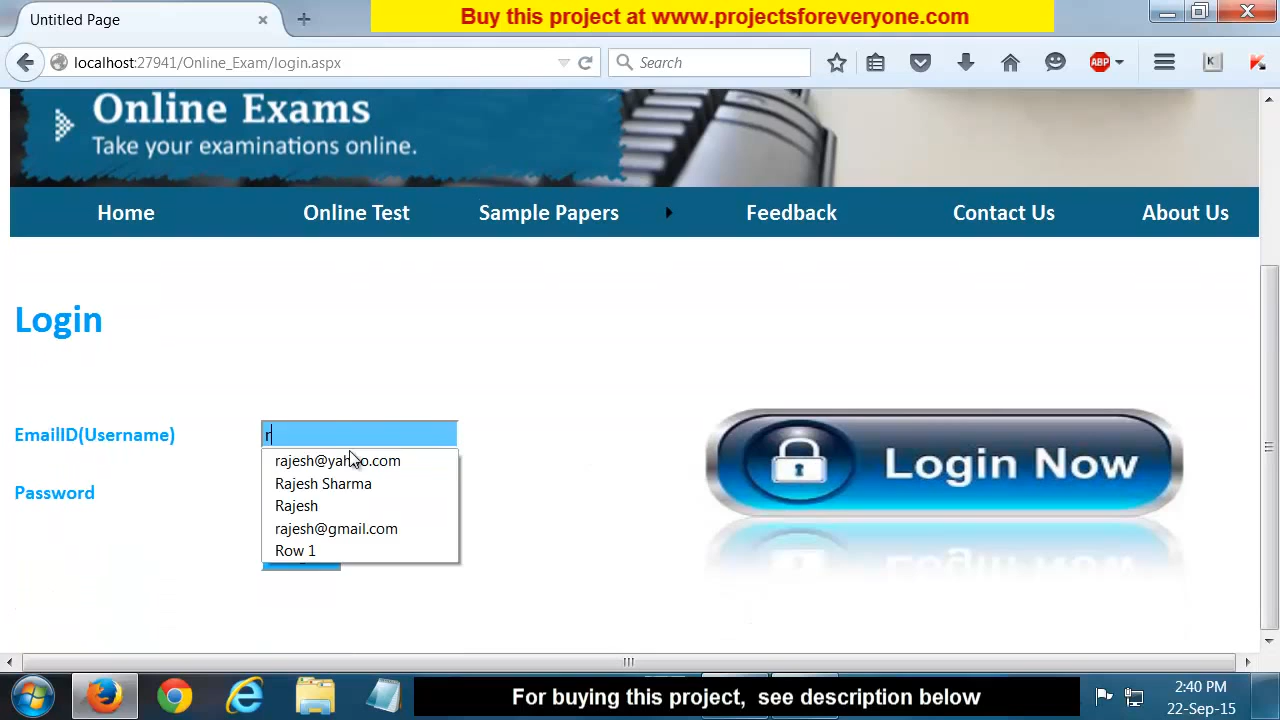 Untitled Page
Buy this project at www.projectsforeveryone.com
localhost:27941/Online_Exam/login.aspx
Search
ABP
K
Online Exams
Take your examinations online.
Home
Online Test
Sample Papers
Feedback
Contact Us
About Us
Login
EmailID(Username)
r
rajesh@yahoo.com
Rajesh Sharma
Rajesh
rajesh@gmail.com
Row 1
Password
Login Now
For buying this project, see description below
2:40 PM
22-Sep-15